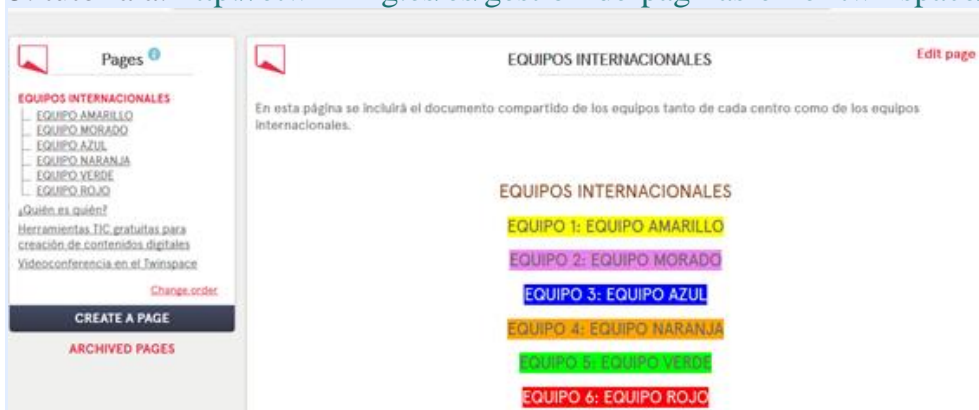 Pages
EQUIPOS INTERNACIONALES
EQUIPO AMARILLO
EQUIPO MORADO
EQUIPO AZUL
EQUIPO NARANJA
EQUIPO VERDE
EQUIPO ROJO
¿Quién es quién?
Herramientas TIC gratuitas para
creación de contenidos digitales
Videoconferencia en el Twinspace
Change order
CREATE A PAGE
ARCHIVED PAGES
EQUIPOS INTERNACIONALES
Edit page
En esta página se incluirá el documento compartido de los equipos tanto de cada centro como de los equipos
internacionales.
EQUIPOS INTERNACIONALES
EQUIPO 1: EQUIPO AMARILLO
EQUIPO 2: EQUIPO MORADO
EQUIPO 3: EQUIPO AZUL
EQUIPO 4: EQUIPO NARANJA
EQUIPO 5: EQUIPO VERDE
EQUIPO 6: EQUIPO ROJO